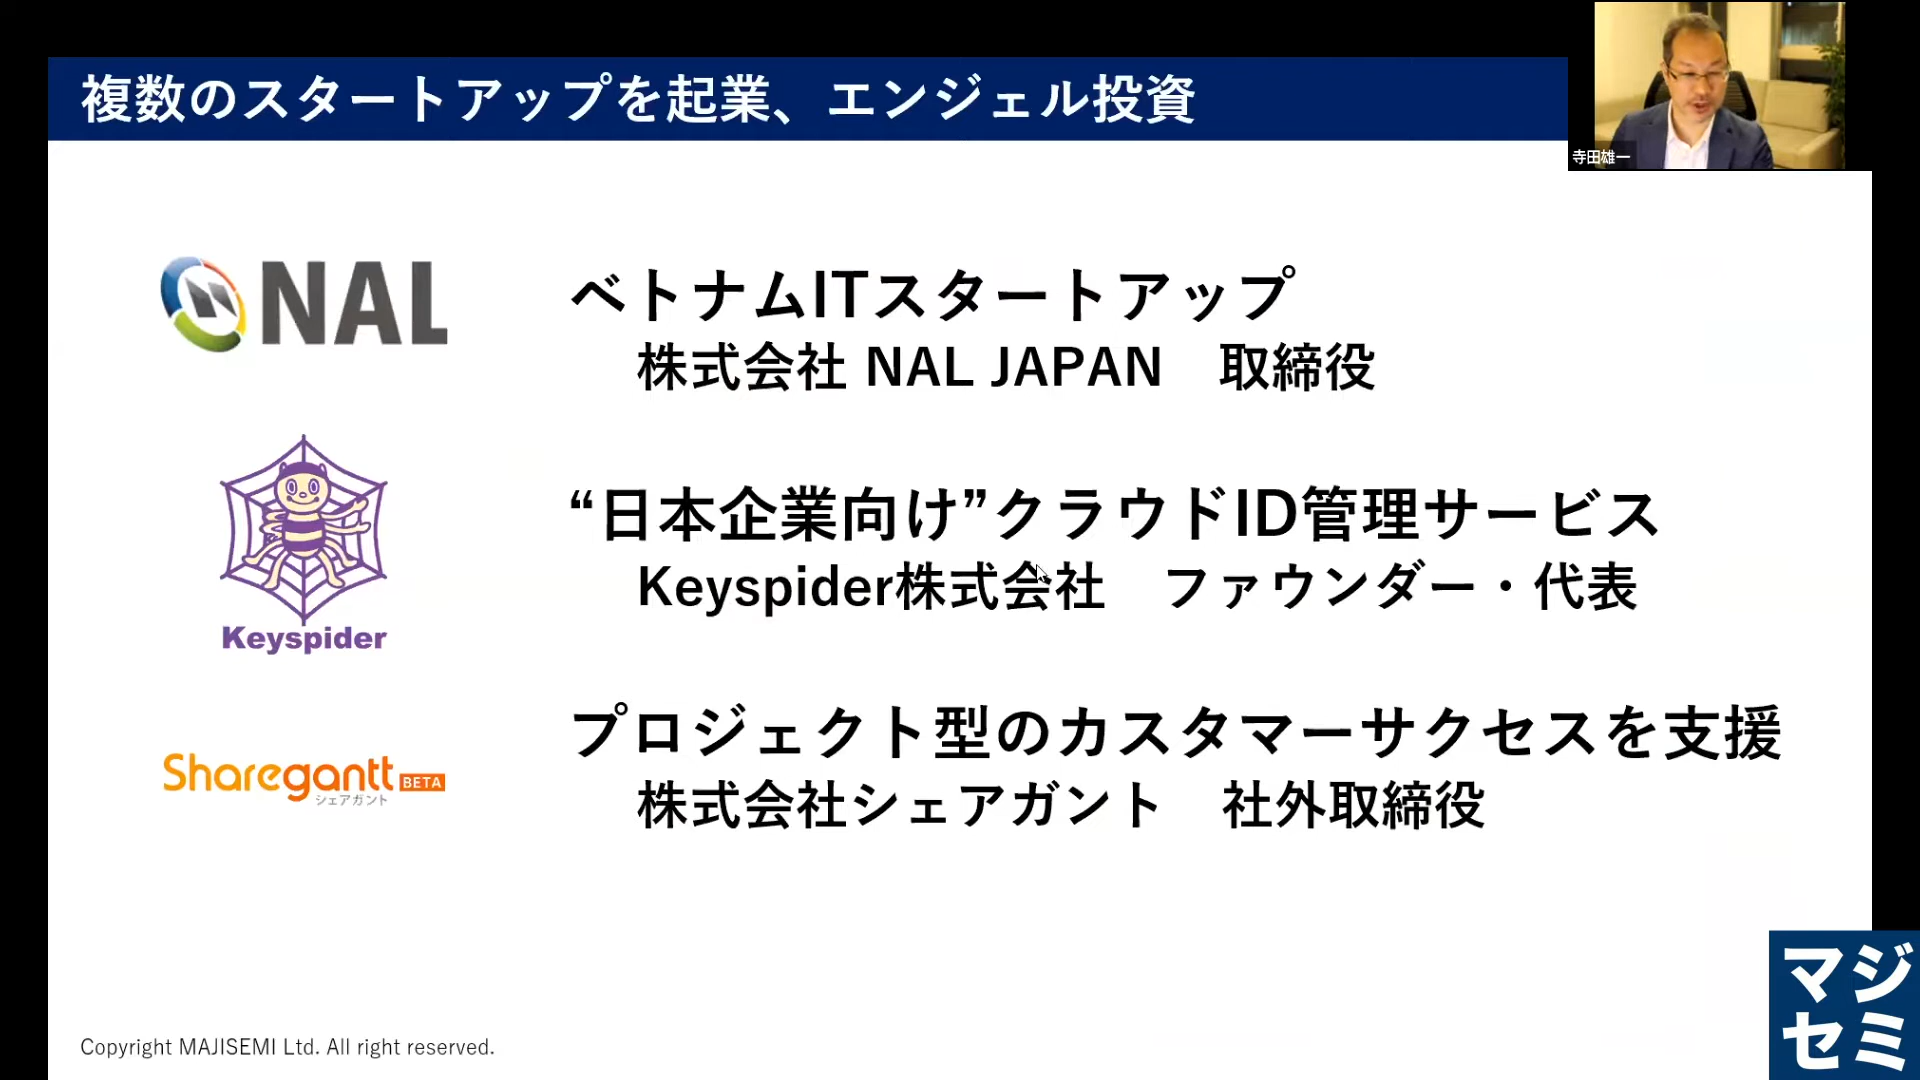 複数のスタートアップを起業、エンジェル投資
寺田雄一
NAL
ベトナムITスタートアップ
株式会社 NAL JAPAN　取締役
“日本企業向け”クラウドID管理サービス
Keyspider株式会社　ファウンダー・代表
Keyspider
プロジェクト型のカスタマーサクセスを支援
Sharegantt BETA
シェアガント
株式会社シェアガント　社外取締役
マジ
セミ
Copyright MAJISEMI Ltd. All right reserved.